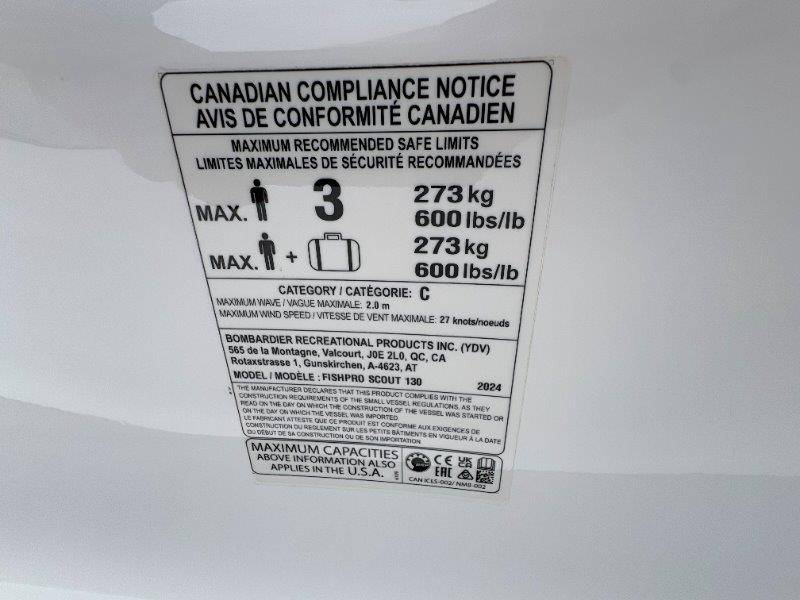 CANADIAN COMPLIANCE NOTICE
AVIS DE CONFORMITÉ CANADIEN
MAXIMUM RECOMMENDED SAFE LIMITS
LIMITES MAXIMALES DE SÉCURITÉ RECOMMANDÉES
MAX. 3 273 kg
600 lbs/lb
MAX. + 273 kg
600 lbs/lb
CATEGORY / CATÉGORIE: C
MAXIMUM WAVE / VAGUE MAXIMALE: 2.0 m
MAXIMUM WIND SPEED / VITESSE DE VENT MAXIMALE: 27 knots/noeuds
BOMBARDIER RECREATIONAL PRODUCTS INC. (YDV)
565 de la Montagne, Valcourt, J0E 2L0, QC, CA
Rotaxstrasse 1, Gunskirchen, A-4623, AT
MODEL / MODÈLE : FISHPRO SCOUT 130 2024
THE MANUFACTURER DECLARES THAT THIS PRODUCT COMPLIES WITH THE
CONSTRUCTION REQUIREMENTS OF THE SMALL VESSEL REGULATIONS, AS THEY
READ ON THE DAY ON WHICH THE CONSTRUCTION OF THE VESSEL WAS STARTED OR
ON THE DAY ON WHICH THE VESSEL WAS IMPORTED.
LE FABRICANT ATTESTE QUE CE PRODUIT EST CONFORME AUX EXIGENCES DE
CONSTRUCTION DU RÈGLEMENT SUR LES PETITS BÂTIMENTS EN VIGUEUR À LA DATE
DU DÉBUT DE SA CONSTRUCTION OU DE SON IMPORTATION.
MAXIMUM CAPACITIES
ABOVE INFORMATION ALSO
APPLIES IN THE U.S.A.
CE UK CA
EAC
CAN ICES-002/ NMB-002